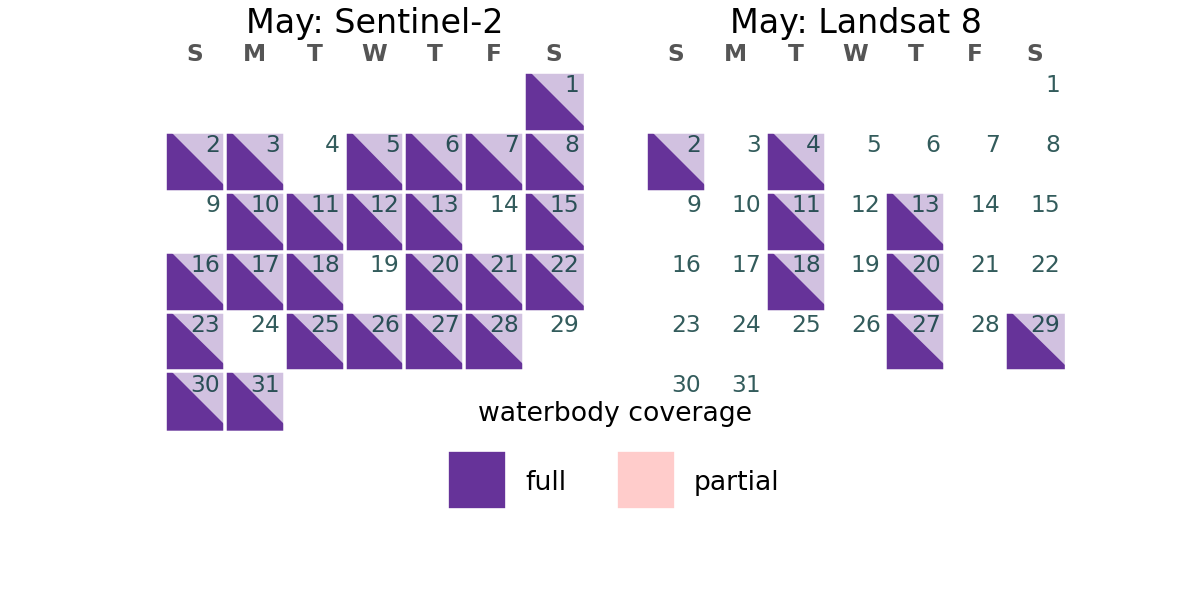 May: Sentinel-2
S M T W T F S
1
2 3 4 5 6 7 8
9 10 11 12 13 14 15
16 17 18 19 20 21 22
23 24 25 26 27 28 29
30 31
May: Landsat 8
S M T W T F S
1
2 3 4 5 6 7 8
9 10 11 12 13 14 15
16 17 18 19 20 21 22
23 24 25 26 27 28 29
30 31
waterbody coverage
full
partial